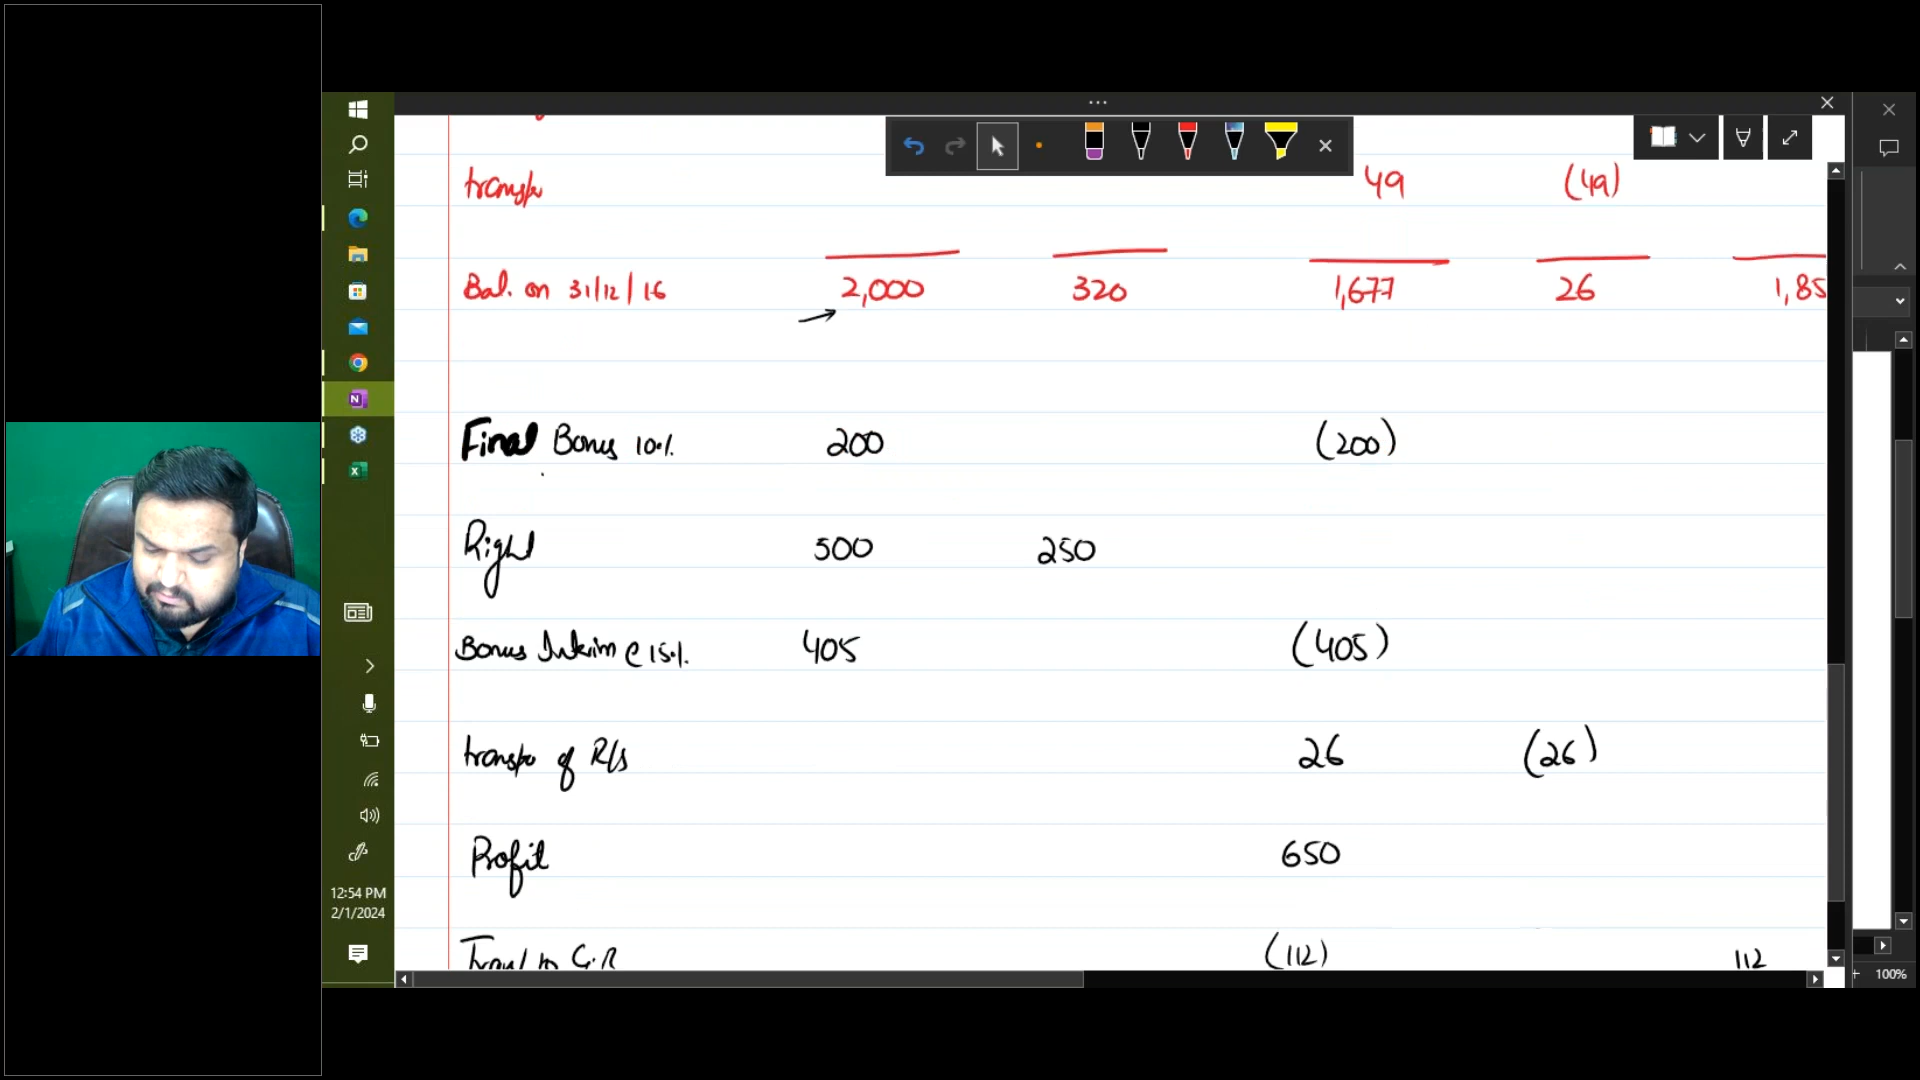 transfer 49 (49)
Bal. on 31/12/16 2,000 320 1,677 26 1,85
Final Bonus 10% 200 (200)
Right 500 250
Bonus Interim @ 15% 405 (405)
transfer of R/S 26 (26)
Profit 650
(112) 112
12:54 PM
2/1/2024
100%